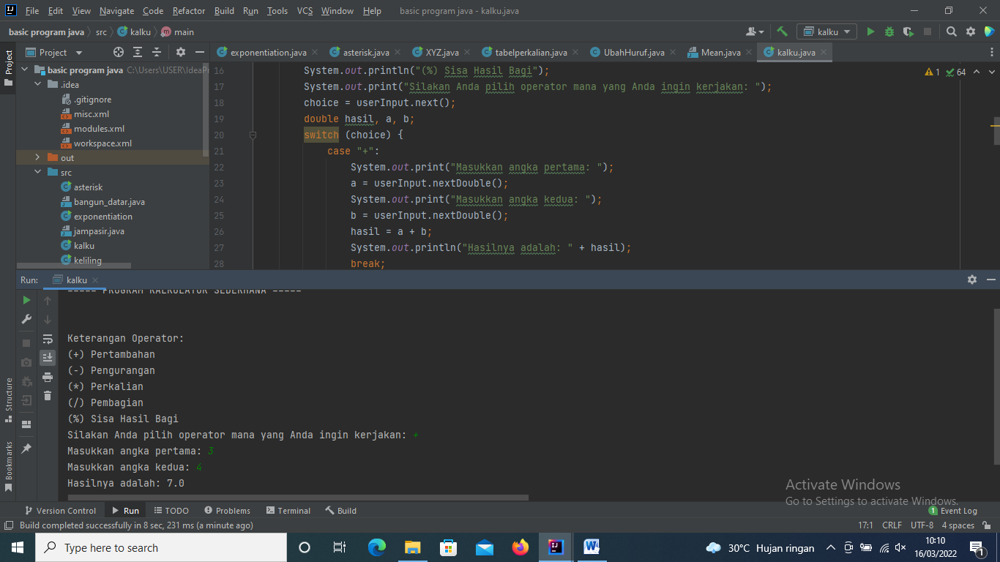 File Edit View Navigate Code Refactor Build Run Tools VCS Window Help basic program java - kalku.java
basic program java src kalku main
kalku
Project
Project
exponentiation.java asterisk.java XYZ.java tabelperkalian.java UbahHuruf.java Mean.java kalku.java
basic program java C:\Users\USER\IdeaPr
.idea
.gitignore
misc.xml
modules.xml
workspace.xml
out
src
asterisk
bangun_datar.java
exponentiation
jampasir.java
kalku
keliling
1 64
16 System.out.println("(%) Sisa Hasil Bagi");
17 System.out.print("Silakan Anda pilih operator mana yang Anda ingin kerjakan: ");
18 choice = userInput.next();
19 double hasil, a, b;
20 switch (choice) {
21 case "+":
22 System.out.print("Masukkan angka pertama: ");
23 a = userInput.nextDouble();
24 System.out.print("Masukkan angka kedua: ");
25 b = userInput.nextDouble();
26 hasil = a + b;
27 System.out.println("Hasilnya adalah: " + hasil);
28 break;
Run: kalku
===== PROGRAM KALKULATOR SEDERHANA =====
Keterangan Operator:
(+) Pertambahan
(-) Pengurangan
(*) Perkalian
(/) Pembagian
(%) Sisa Hasil Bagi
Silakan Anda pilih operator mana yang Anda ingin kerjakan: +
Masukkan angka pertama: 3
Masukkan angka kedua: 4
Hasilnya adalah: 7.0
Structure
Bookmarks
Activate Windows
Go to Settings to activate Windows.
Version Control Run TODO Problems Terminal Build 1 Event Log
Build completed successfully in 8 sec, 231 ms (a minute ago) 17:1 CRLF UTF-8 4 spaces
Type here to search
30°C Hujan ringan
10:10
16/03/2022
1